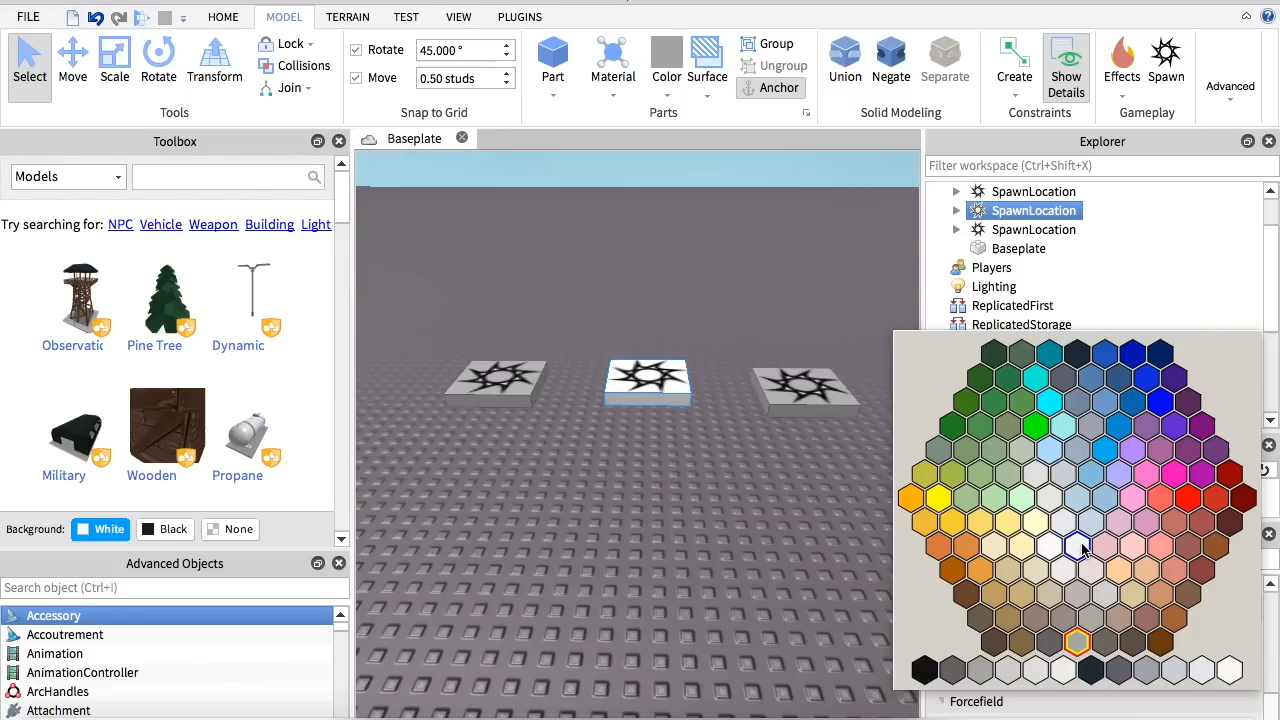 FILE
HOME
MODEL
TERRAIN
TEST
VIEW
PLUGINS
Select
Move
Scale
Rotate
Transform
Tools
Lock
Collisions
Join
Rotate 45.000 °
Move 0.50 studs
Snap to Grid
Part
Material
Color
Surface
Group
Ungroup
Anchor
Parts
Union
Negate
Separate
Solid Modeling
Create
Show
Details
Constraints
Effects
Spawn
Gameplay
Advanced
Toolbox
Models
Try searching for: NPC Vehicle Weapon Building Light
Observatic
Pine Tree
Dynamic
Military
Wooden
Propane
Background: White Black None
Advanced Objects
Search object (Ctrl+I)
Accessory
Accoutrement
Animation
AnimationController
ArcHandles
Attachment
Baseplate
Explorer
Filter workspace (Ctrl+Shift+X)
SpawnLocation
SpawnLocation
SpawnLocation
Baseplate
Players
Lighting
ReplicatedFirst
ReplicatedStorage
Forcefield